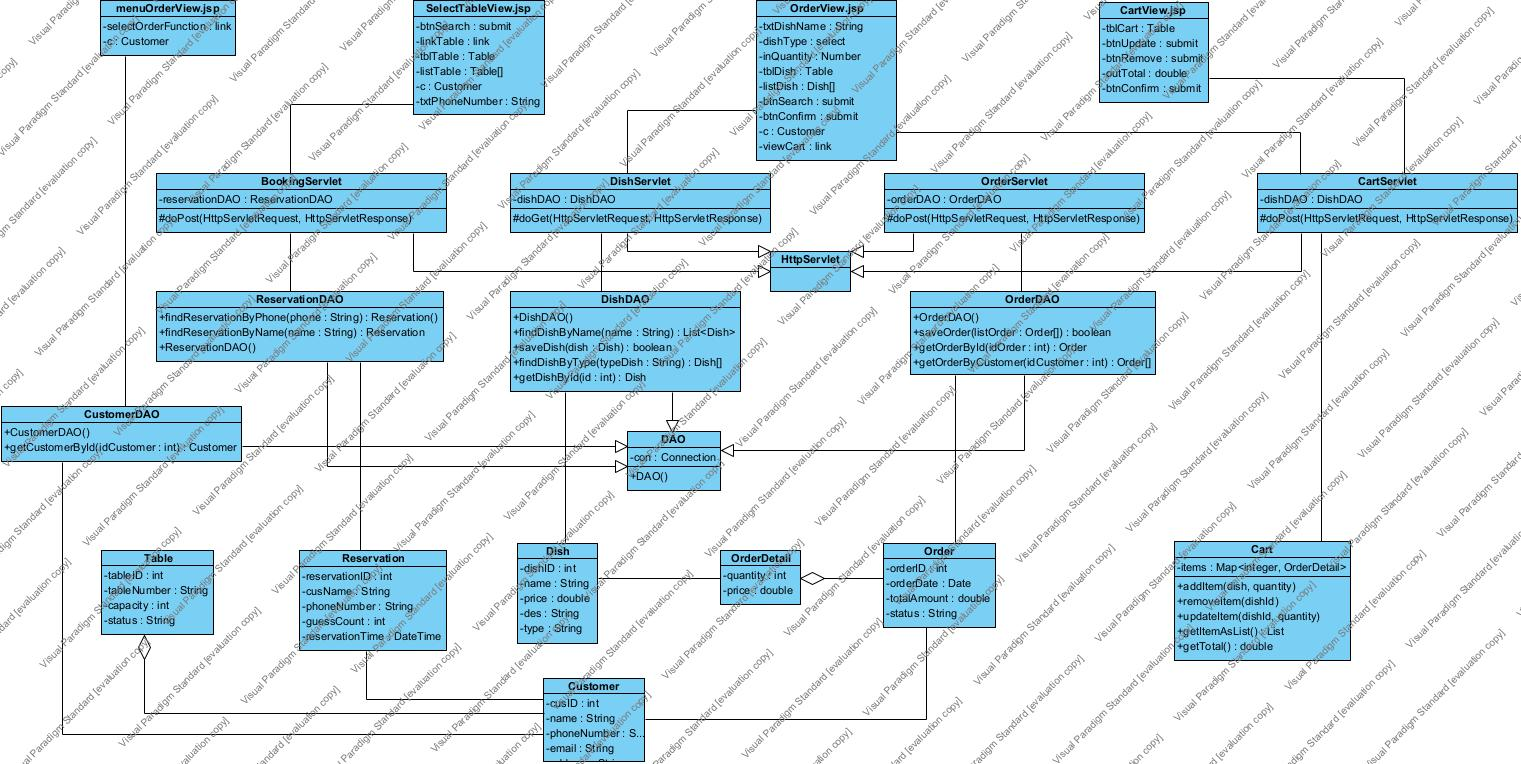 menuOrderView.jsp
-selectOrderFunction : link
-c : Customer
SelectTableView.jsp
-btnSearch : submit
-linkTable : link
-tblTable : Table
-listTable : Table[]
-c : Customer
-txtPhoneNumber : String
OrderView.jsp
-txtDishName : String
-dishType : select
-inQuantity : Number
-tblDish : Table
-listDish : Dish[]
-btnSearch : submit
-btnConfirm : submit
-c : Customer
-viewCart : link
CartView.jsp
-tblCart : Table
-btnUpdate : submit
-btnRemove : submit
-outTotal : double
-btnConfirm : submit
BookingServlet
-reservationDAO : ReservationDAO
#doPost(HttpServletRequest, HttpServletResponse)
DishServlet
-dishDAO : DishDAO
#doGet(HttpServletRequest, HttpServletResponse)
OrderServlet
-orderDAO : OrderDAO
#doPost(HttpServletRequest, HttpServletResponse)
CartServlet
-dishDAO : DishDAO
#doPost(HttpServletRequest, HttpServletResponse)
HttpServlet
ReservationDAO
+findReservationByPhone(phone : String) : Reservation()
+findReservationByName(name : String) : Reservation
+ReservationDAO()
DishDAO
+DishDAO()
+findDishByName(name : String) : List<Dish>
+saveDish(dish : Dish) : boolean
+findDishByType(typeDish : String) : Dish[]
+getDishById(id : int) : Dish
OrderDAO
+OrderDAO()
+saveOrder(listOrder : Order[]) : boolean
+getOrderById(idOrder : int) : Order
+getOrderByCustomer(idCustomer : int) : Order[]
CustomerDAO
+CustomerDAO()
+getCustomerById(idCustomer : int) : Customer
DAO
-con : Connection
+DAO()
Table
-tableID : int
-tableNumber : String
-capacity : int
-status : String
Reservation
-reservationID : int
-cusName : String
-phoneNumber : String
-guessCount : int
-reservationTime : DateTime
Dish
-dishID : int
-name : String
-price : double
-des : String
-type : String
OrderDetail
-quantity : int
-price : double
Order
-orderID : int
-orderDate : Date
-totalAmount : double
-status : String
Cart
-items : Map<integer, OrderDetail>
+addItem(dish, quantity)
+removeItem(dishId)
+updateItem(dishId, quantity)
+getItemAsList() : List
+getTotal() : double
Customer
-cusID : int
-name : String
-phoneNumber : S...
-email : String
Visual Paradigm Standard [evaluation copy]